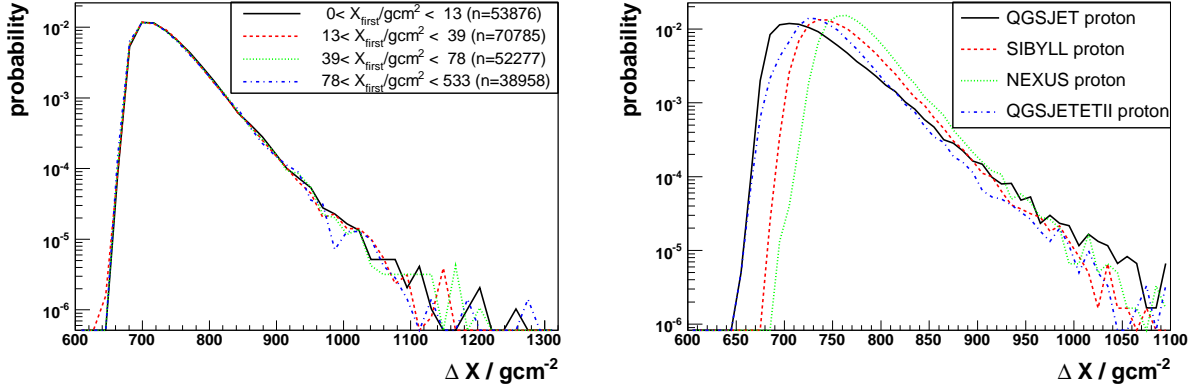 probability
10⁻²
10⁻³
10⁻⁴
10⁻⁵
10⁻⁶
0< X_first/gcm² < 13 (n=53876)
13< X_first/gcm² < 39 (n=70785)
39< X_first/gcm² < 78 (n=52277)
78< X_first/gcm² < 533 (n=38958)
600 700 800 900 1000 1100 1200 1300
Δ X / gcm⁻²
probability
10⁻¹
10⁻²
10⁻³
10⁻⁴
10⁻⁵
10⁻⁶
QGSJET proton
SIBYLL proton
NEXUS proton
QGSJETETII proton
600 650 700 750 800 850 900 950 1000 1050 1100
Δ X / gcm⁻²